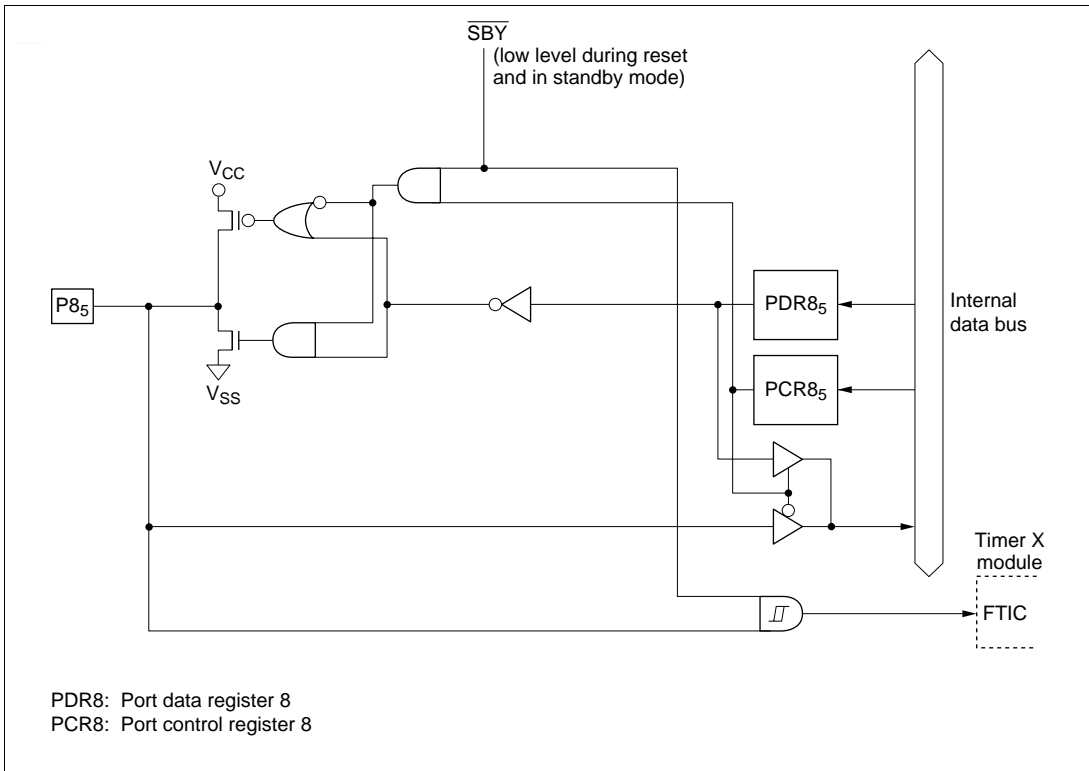 SBY
(low level during reset
and in standby mode)
VCC
P85
VSS
PDR85
PCR85
Internal
data bus
Timer X
module
FTIC
PDR8: Port data register 8
PCR8: Port control register 8